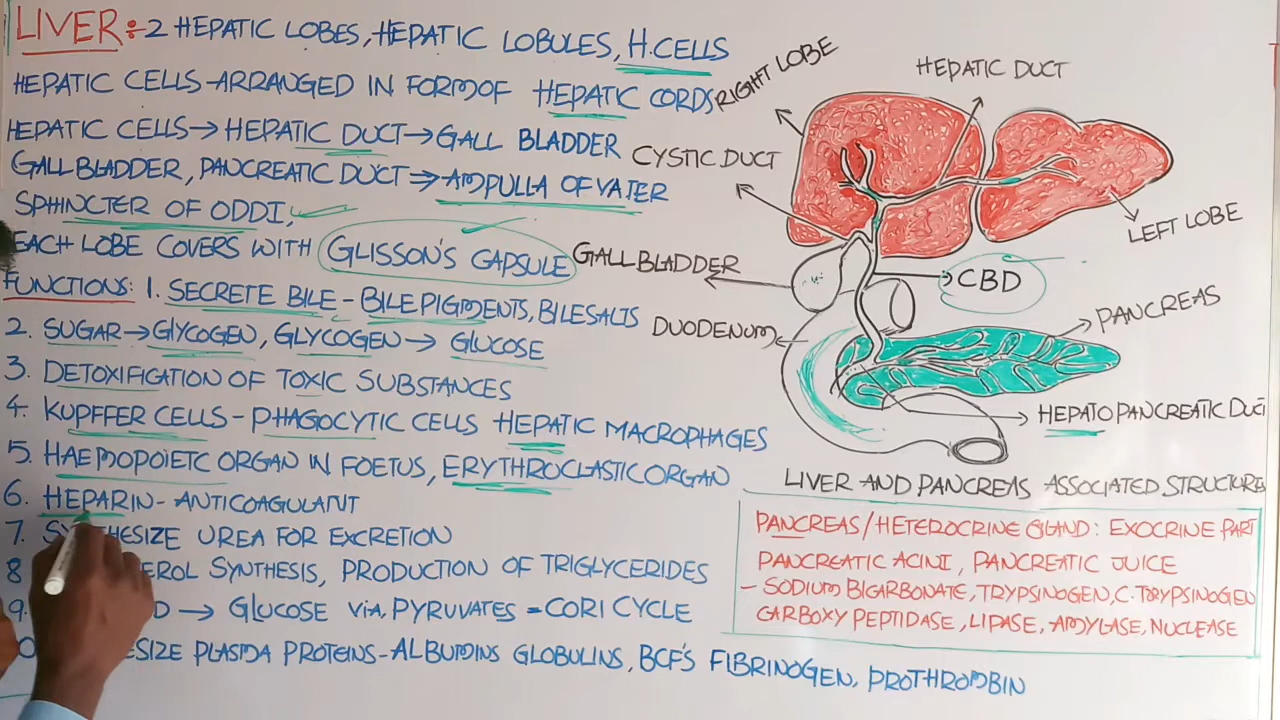 LIVER:- 2 HEPATIC LOBES, HEPATIC LOBULES, H.CELLS
HEPATIC CELLS-ARRANGED IN FORM OF HEPATIC CORDS
HEPATIC CELLS→HEPATIC DUCT→GALL BLADDER
GALL BLADDER, PANCREATIC DUCT⇒AMPULLA OF VATER
SPHINCTER OF ODDI,
EACH LOBE COVERS WITH GLISSON'S CAPSULE
FUNCTIONS: 1. SECRETE BILE - BILE PIGMENTS, BILE SALTS
2. SUGAR→GlYCOGEN, GLYCOGEN→ GLUCOSE
3. DETOXIFICATION OF TOXIC SUBSTANCES
4. KUPFFER CELLS - PHAGOCYTIC CELLS HEPATIC MACROPHAGES
5. HAEMOPOIETC ORGAN IN FOETUS, ERYTHROCLASTIC ORGAN
6. HEPARIN- ANTICOAGULANT
7. S HESIZE UREA FOR EXCRETION
8 EROL SYNTHESIS, PRODUCTION OF TRIGLYCERIDES
9. D → GLUCOSE VIA, PYRUVATES = CORI CYCLE
0 ESIZE PLASMA PROTEINS-ALBUMINS GLOBULINS, BCF'S FIBRINOGEN, PROTHROMBIN
RIGHT LOBE
HEPATIC DUCT
CYSTIC DUCT
LEFT LOBE
GALL BLADDER
CBD
DUODENUM
PANCREAS
HEPATO PANCREATIC DUCT
LIVER AND PANCREAS ASSOCIATED STRUCTURES
PANCREAS/HETEROCRINE GLAND: EXOCRINE PART
PANCREATIC ACINI, PANCREATIC JUICE
- SODIUM BICARBONATE, TRYPSINOGEN, C.TRYPSINOGEN
CARBOXY PEPTIDASE, LIPASE, AMYLASE, NUCLEASE